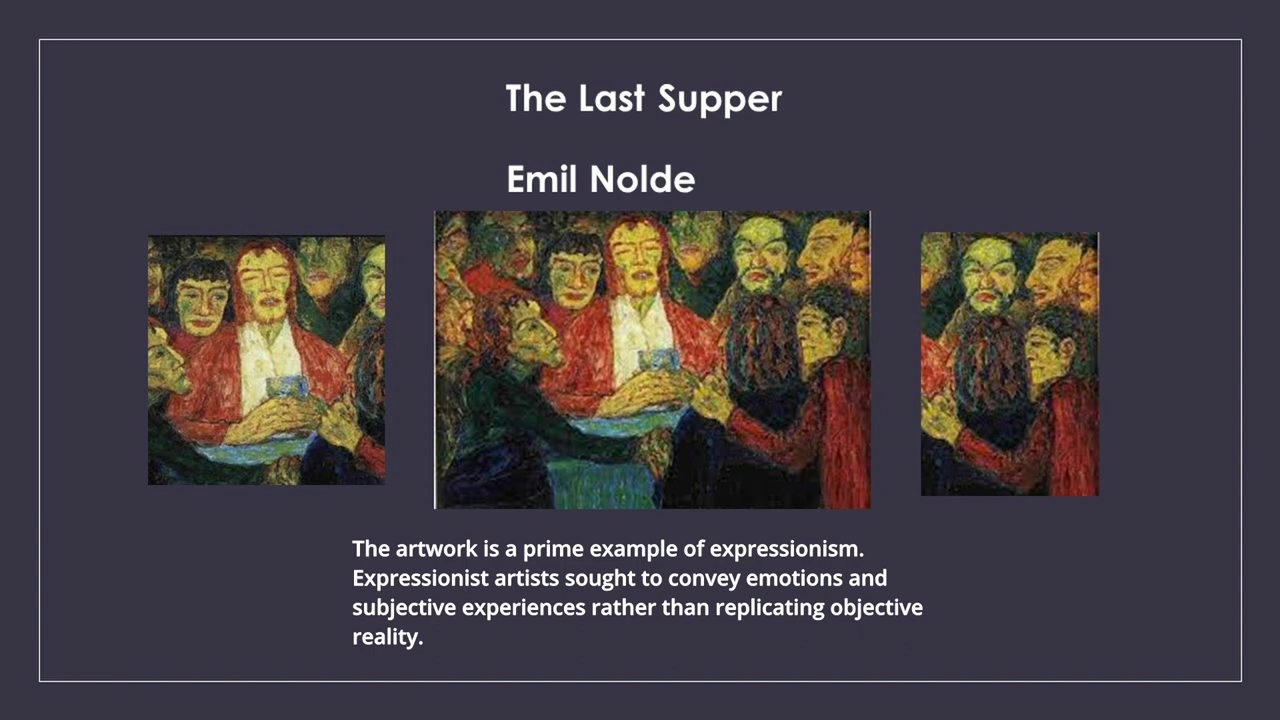 The Last Supper
Emil Nolde
The artwork is a prime example of expressionism.
Expressionist artists sought to convey emotions and
subjective experiences rather than replicating objective
reality.